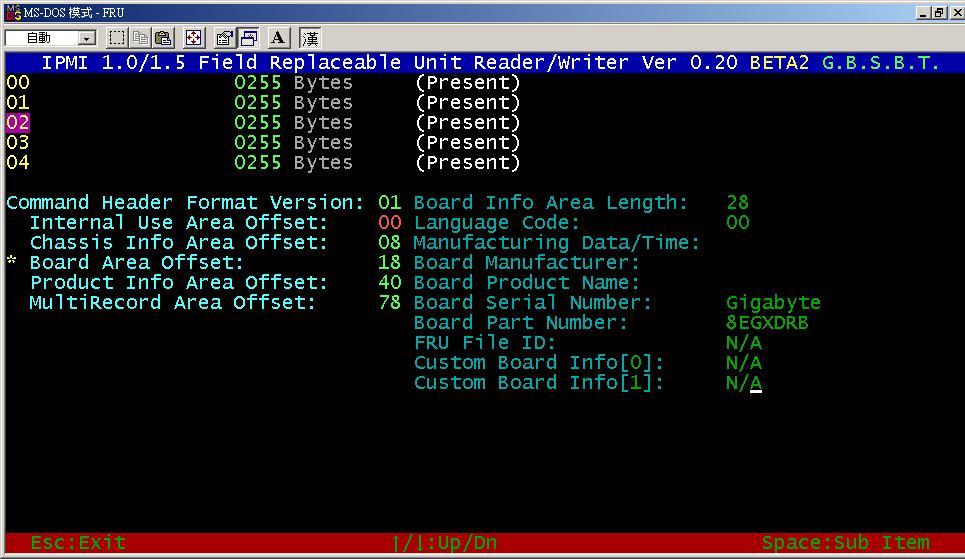 MS-DOS 模式 - FRU
自動 A 漢
IPMI 1.0/1.5 Field Replaceable Unit Reader/Writer Ver 0.20 BETA2 G.B.S.B.T.
00 0255 Bytes (Present)
01 0255 Bytes (Present)
02 0255 Bytes (Present)
03 0255 Bytes (Present)
04 0255 Bytes (Present)
Command Header Format Version: 01 Board Info Area Length: 28
Internal Use Area Offset: 00 Language Code: 00
Chassis Info Area Offset: 08 Manufacturing Data/Time:
* Board Area Offset: 18 Board Manufacturer:
Product Info Area Offset: 40 Board Product Name:
MultiRecord Area Offset: 78 Board Serial Number: Gigabyte
Board Part Number: 8EGXDRB
FRU File ID: N/A
Custom Board Info[0]: N/A
Custom Board Info[1]: N/A
Esc:Exit ↑/↓:Up/Dn Space:Sub Item